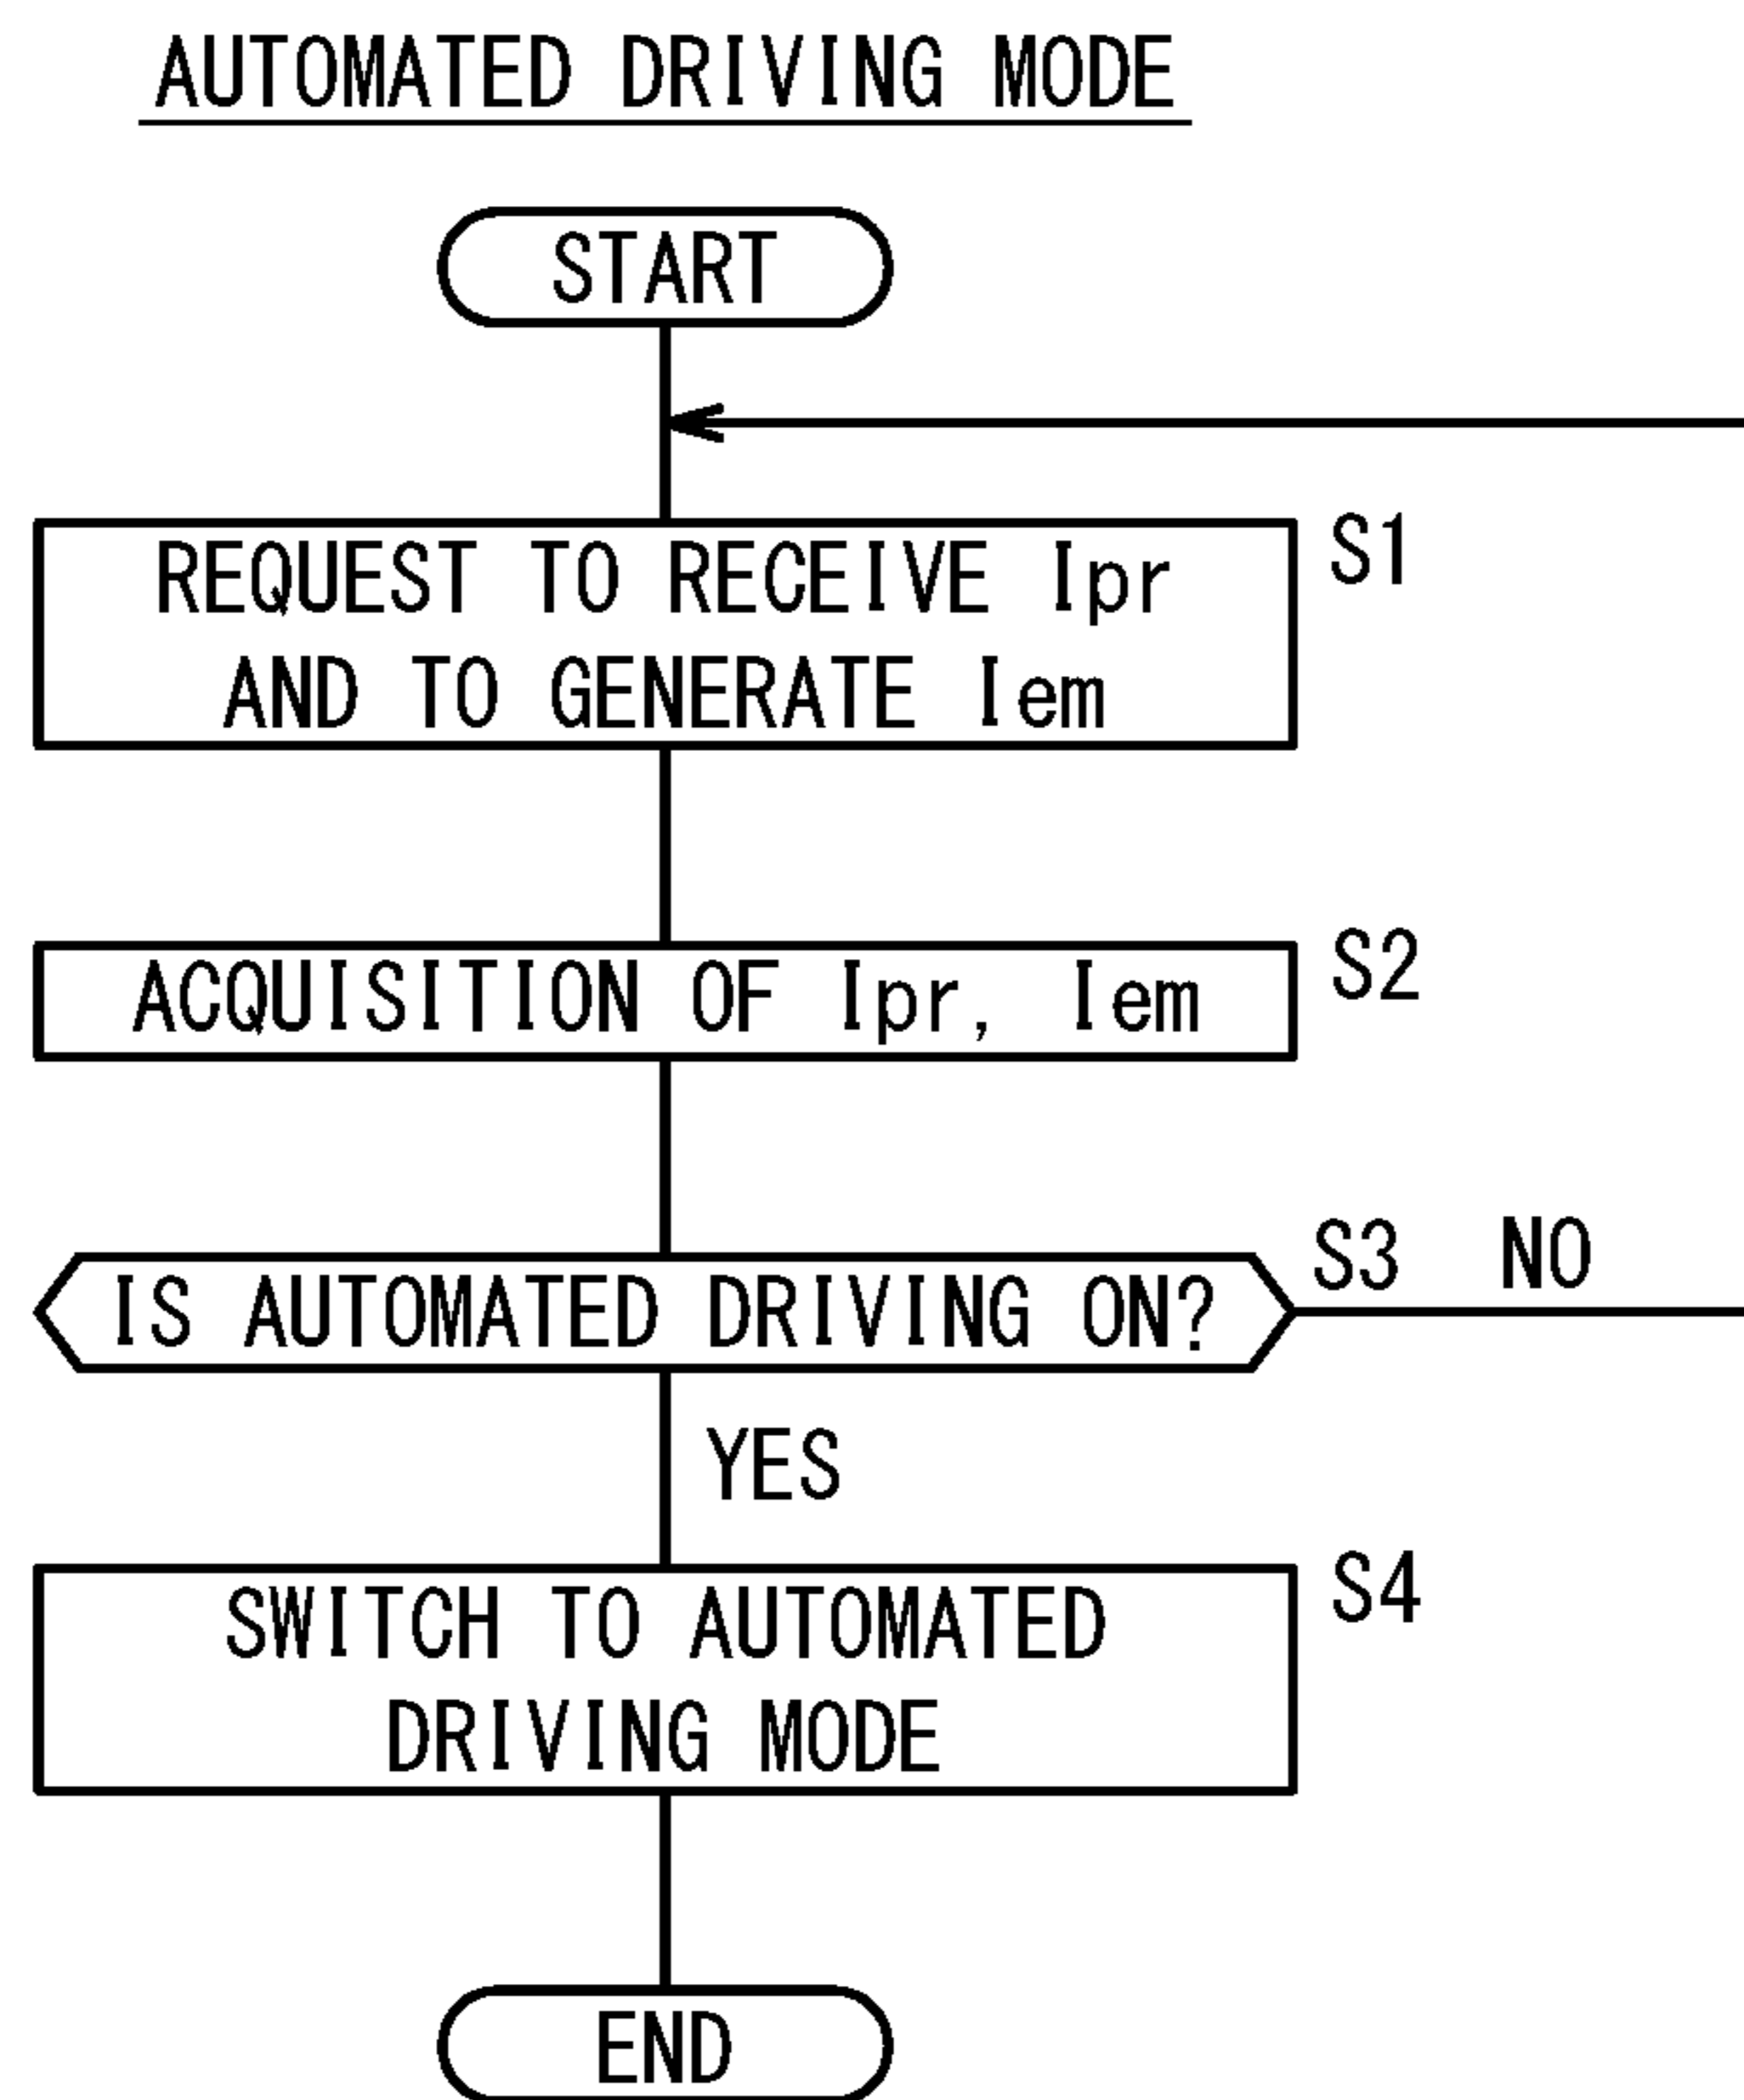 AUTOMATED DRIVING MODE
START
REQUEST TO RECEIVE Ipr
AND TO GENERATE Iem
S1
ACQUISITION OF Ipr, Iem
S2
IS AUTOMATED DRIVING ON?
S3
NO
YES
SWITCH TO AUTOMATED
DRIVING MODE
S4
END